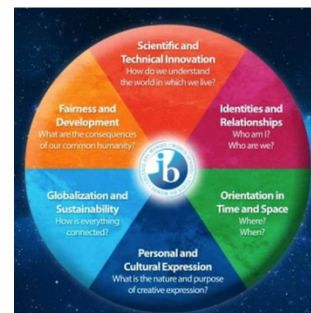 Scientific and
Technical Innovation
How do we understand
the world in which we live?
Identities and
Relationships
Who am I?
Who are we?
Orientation in
Time and Space
Where?
When?
Personal and
Cultural Expression
What is the nature and purpose
of creative expression?
Globalization and
Sustainability
How is everything
connected?
Fairness and
Development
What are the consequences
of our common humanity?
ib